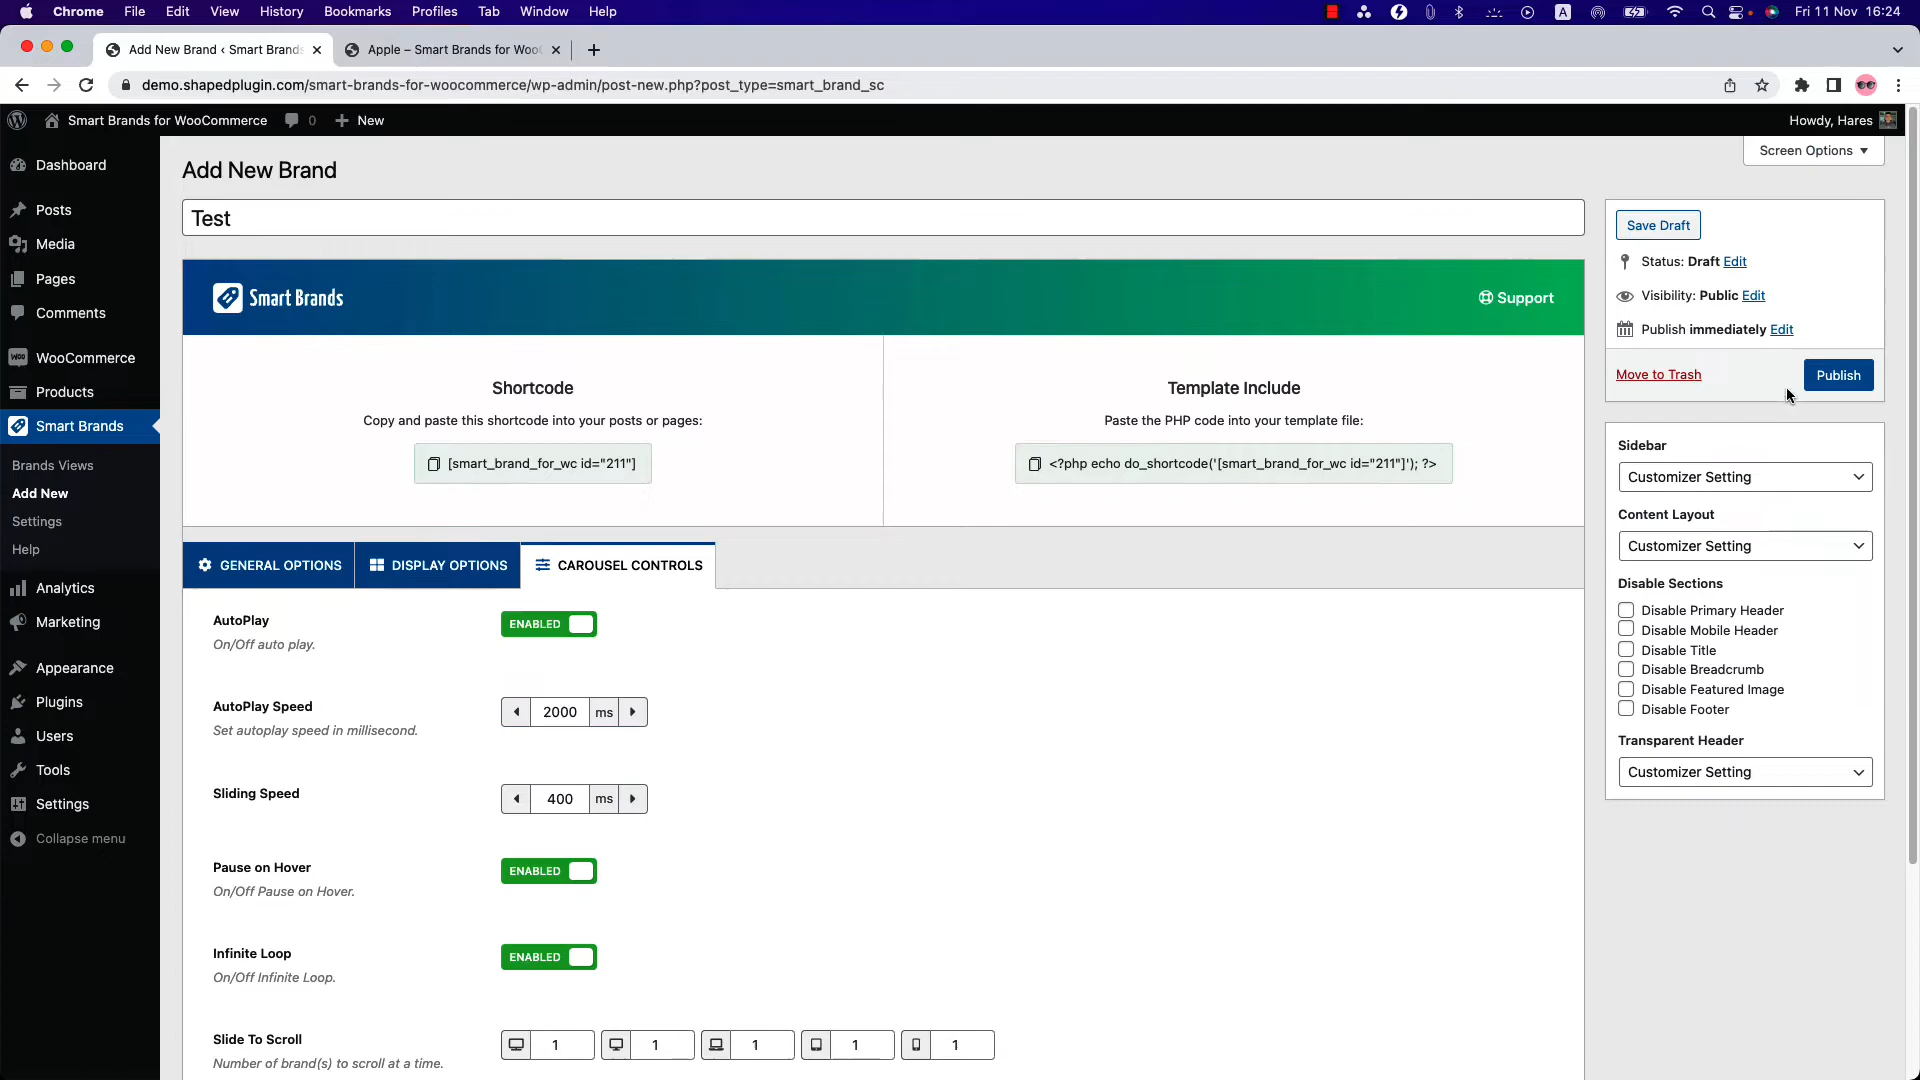 Chrome File Edit View History Bookmarks Profiles Tab Window Help A Fri 11 Nov 16:24
Add New Brand ‹ Smart Brands Apple – Smart Brands for Woo
demo.shapedplugin.com/smart-brands-for-woocommerce/wp-admin/post-new.php?post_type=smart_brand_sc
Smart Brands for WooCommerce 0 New Howdy, Hares
Screen Options
Dashboard
Posts
Media
Pages
Comments
Woo WooCommerce
Products
Smart Brands
Brands Views
Add New
Settings
Help
Analytics
Marketing
Appearance
Plugins
Users
Tools
Settings
Collapse menu
Add New Brand
Test
Smart Brands Support
Shortcode
Copy and paste this shortcode into your posts or pages:
[smart_brand_for_wc id="211"]
Template Include
Paste the PHP code into your template file:
<?php echo do_shortcode('[smart_brand_for_wc id="211"]'); ?>
GENERAL OPTIONS DISPLAY OPTIONS CAROUSEL CONTROLS
AutoPlay ENABLED
On/Off auto play.
AutoPlay Speed 2000 ms
Set autoplay speed in millisecond.
Sliding Speed 400 ms
Pause on Hover ENABLED
On/Off Pause on Hover.
Infinite Loop ENABLED
On/Off Infinite Loop.
Slide To Scroll 1 1 1 1 1
Number of brand(s) to scroll at a time.
Save Draft
Status: Draft Edit
Visibility: Public Edit
Publish immediately Edit
Move to Trash Publish
Sidebar
Customizer Setting
Content Layout
Customizer Setting
Disable Sections
Disable Primary Header
Disable Mobile Header
Disable Title
Disable Breadcrumb
Disable Featured Image
Disable Footer
Transparent Header
Customizer Setting